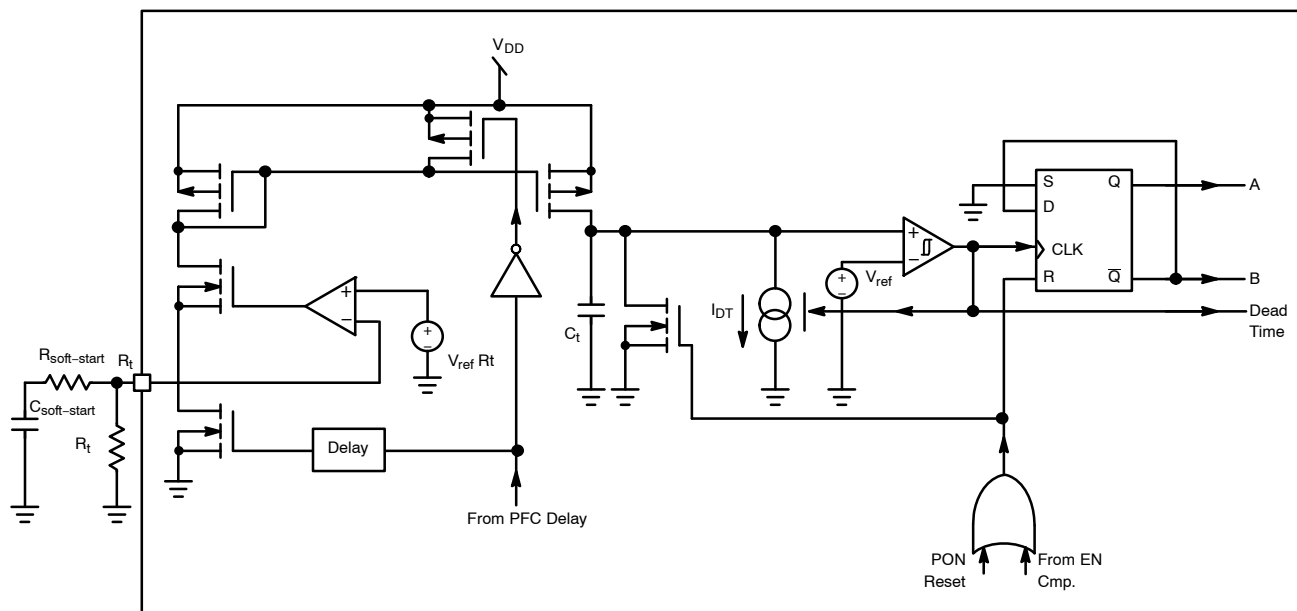 VDD
S
Q
A
D
CLK
R
Q
B
+
−
Vref
+
−
IDT
Ct
Dead
Time
+
−
+
−
Vref Rt
Rsoft−start
Rt
Csoft−start
Rt
Delay
From PFC Delay
PON
Reset
From EN
Cmp.